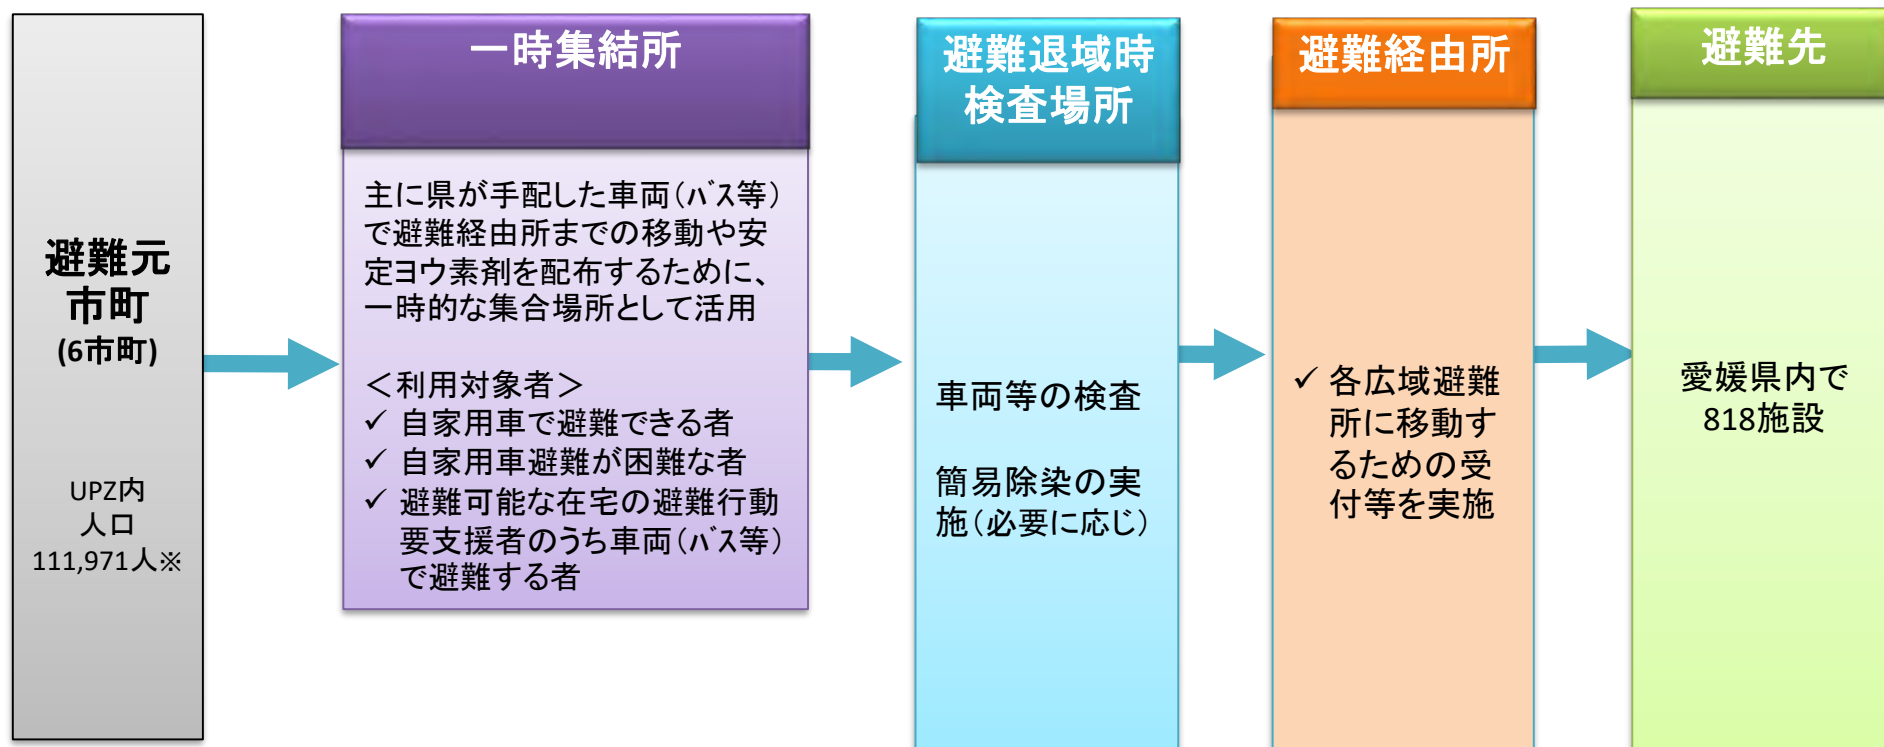 避難元
市町
(6市町)
UPZ内
人口
111,971人※
一時集結所
主に県が手配した車両(バス等)
で避難経由所までの移動や安
定ヨウ素剤を配布するために、
一時的な集合場所として活用
＜利用対象者＞
✓ 自家用車で避難できる者
✓ 自家用車避難が困難な者
✓ 避難可能な在宅の避難行動
要支援者のうち車両(バス等)
で避難する者
避難退域時
検査場所
車両等の検査
簡易除染の実
施(必要に応じ)
避難経由所
✓ 各広域避難
所に移動す
るための受
付等を実施
避難先
愛媛県内で
818施設